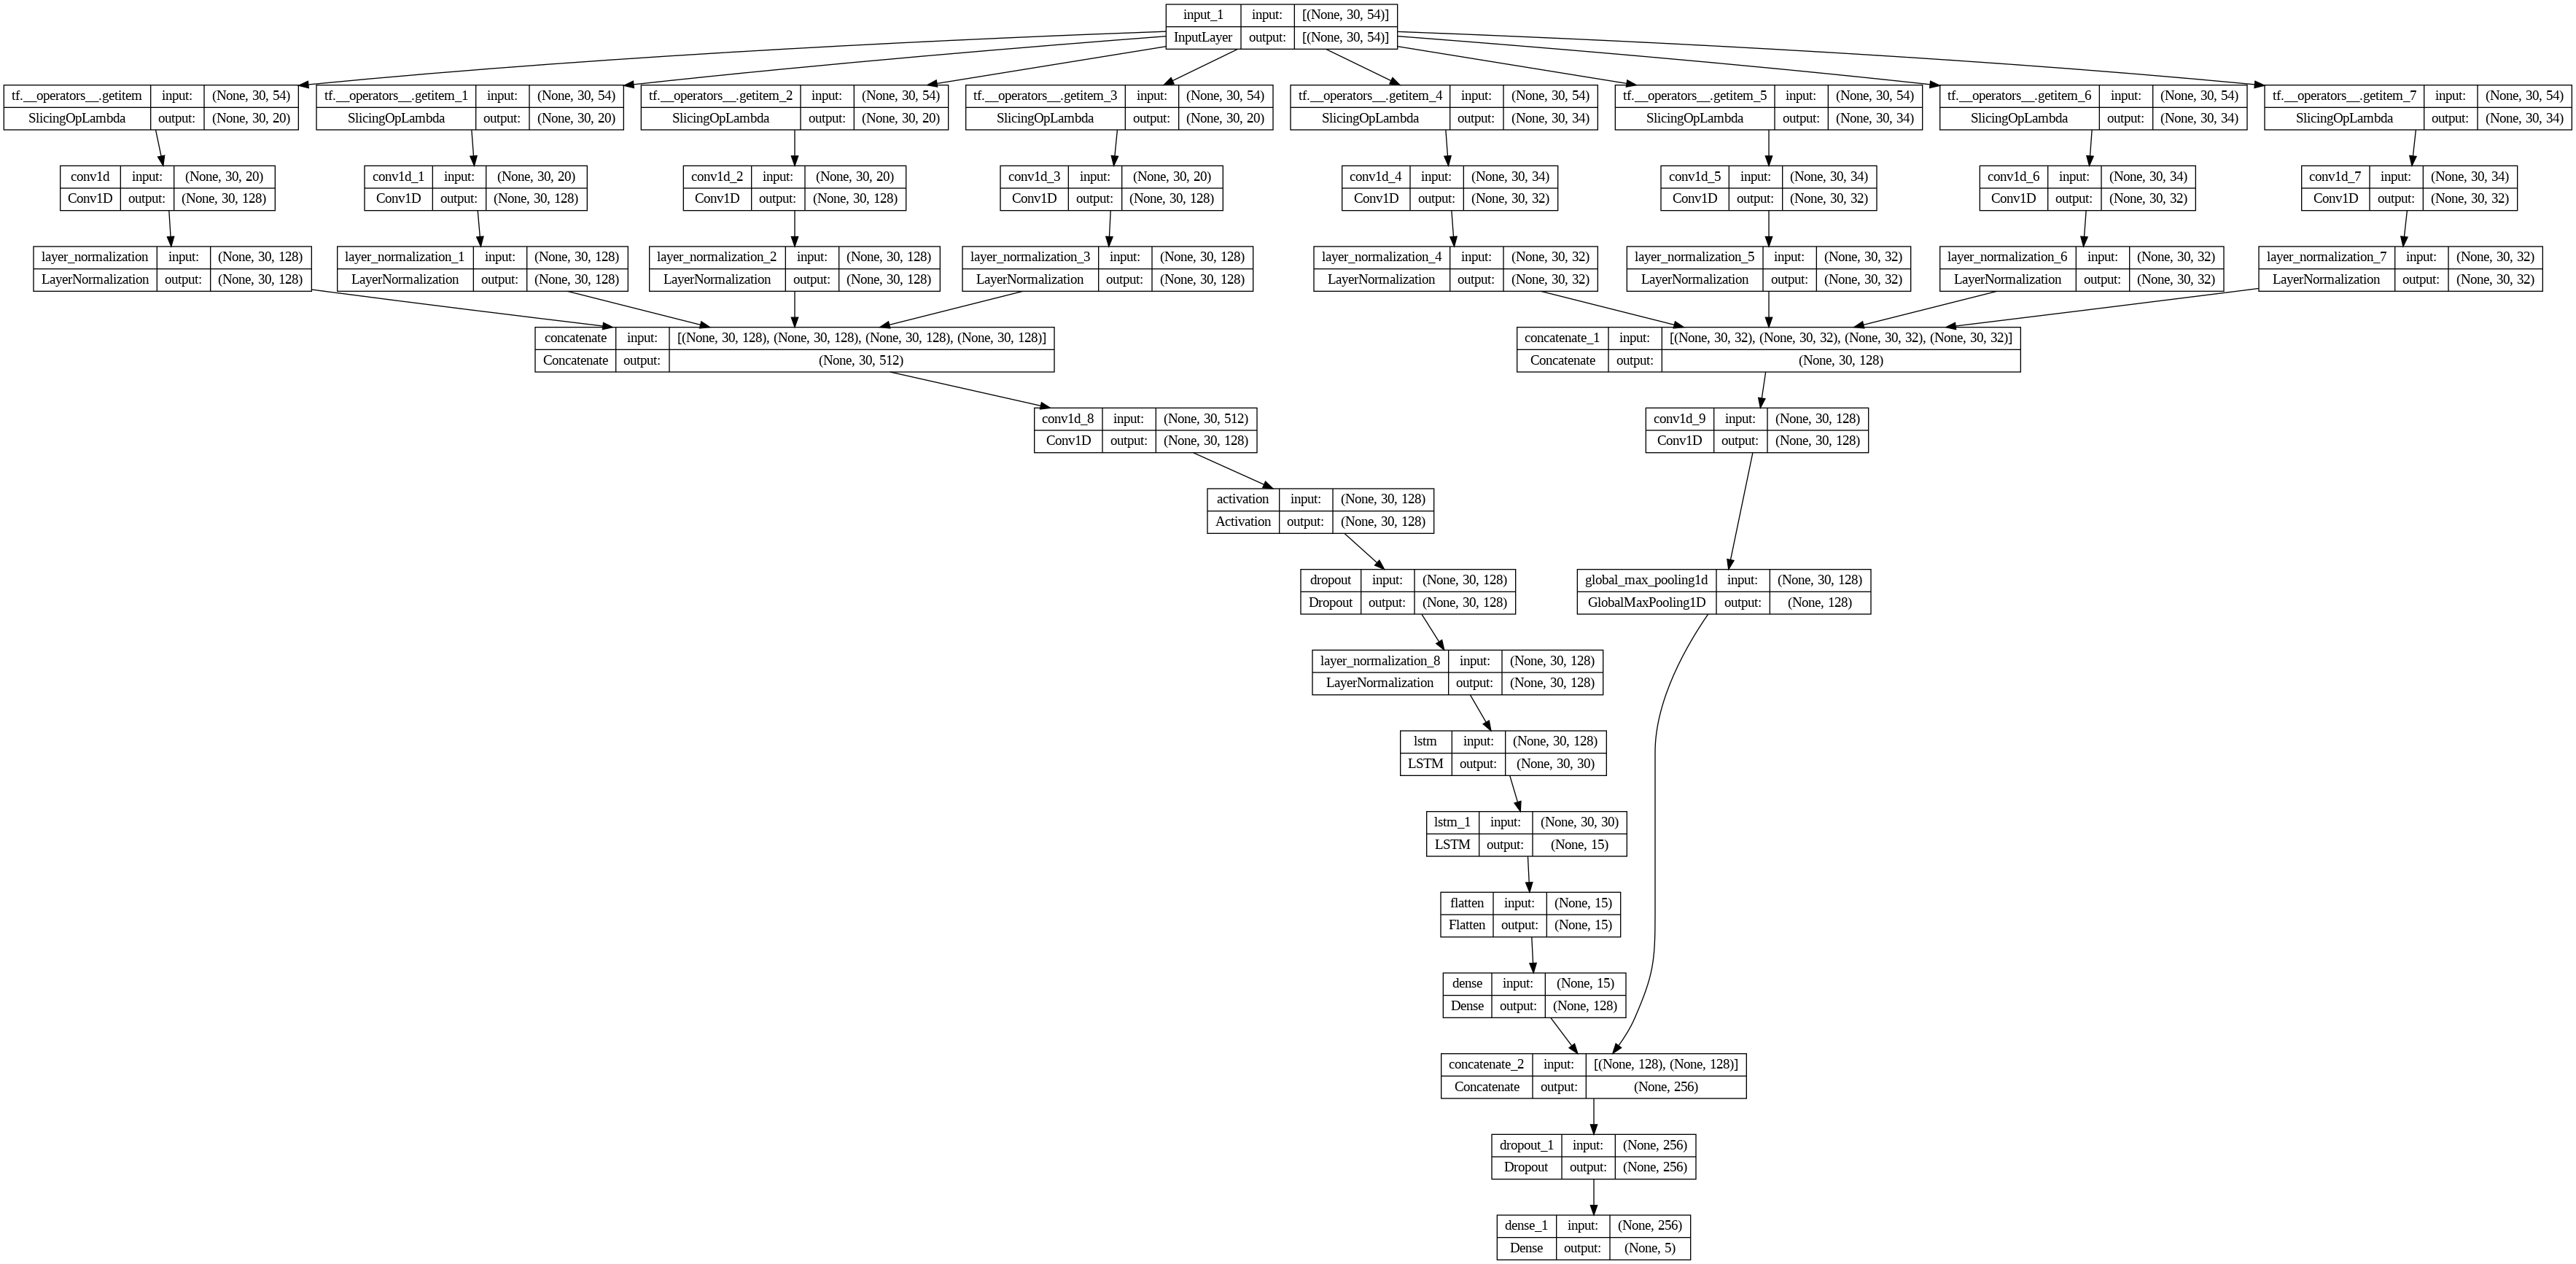 input_1 input: [(None, 30, 54)]
InputLayer output: [(None, 30, 54)]
tf.__operators__.getitem input: (None, 30, 54)
SlicingOpLambda output: (None, 30, 20)
tf.__operators__.getitem_1 input: (None, 30, 54)
SlicingOpLambda output: (None, 30, 20)
tf.__operators__.getitem_2 input: (None, 30, 54)
SlicingOpLambda output: (None, 30, 20)
tf.__operators__.getitem_3 input: (None, 30, 54)
SlicingOpLambda output: (None, 30, 20)
tf.__operators__.getitem_4 input: (None, 30, 54)
SlicingOpLambda output: (None, 30, 34)
tf.__operators__.getitem_5 input: (None, 30, 54)
SlicingOpLambda output: (None, 30, 34)
tf.__operators__.getitem_6 input: (None, 30, 54)
SlicingOpLambda output: (None, 30, 34)
tf.__operators__.getitem_7 input: (None, 30, 54)
SlicingOpLambda output: (None, 30, 34)
conv1d input: (None, 30, 20)
Conv1D output: (None, 30, 128)
conv1d_1 input: (None, 30, 20)
Conv1D output: (None, 30, 128)
conv1d_2 input: (None, 30, 20)
Conv1D output: (None, 30, 128)
conv1d_3 input: (None, 30, 20)
Conv1D output: (None, 30, 128)
conv1d_4 input: (None, 30, 34)
Conv1D output: (None, 30, 32)
conv1d_5 input: (None, 30, 34)
Conv1D output: (None, 30, 32)
conv1d_6 input: (None, 30, 34)
Conv1D output: (None, 30, 32)
conv1d_7 input: (None, 30, 34)
Conv1D output: (None, 30, 32)
layer_normalization input: (None, 30, 128)
LayerNormalization output: (None, 30, 128)
layer_normalization_1 input: (None, 30, 128)
LayerNormalization output: (None, 30, 128)
layer_normalization_2 input: (None, 30, 128)
LayerNormalization output: (None, 30, 128)
layer_normalization_3 input: (None, 30, 128)
LayerNormalization output: (None, 30, 128)
layer_normalization_4 input: (None, 30, 32)
LayerNormalization output: (None, 30, 32)
layer_normalization_5 input: (None, 30, 32)
LayerNormalization output: (None, 30, 32)
layer_normalization_6 input: (None, 30, 32)
LayerNormalization output: (None, 30, 32)
layer_normalization_7 input: (None, 30, 32)
LayerNormalization output: (None, 30, 32)
concatenate input: [(None, 30, 128), (None, 30, 128), (None, 30, 128), (None, 30, 128)]
Concatenate output: (None, 30, 512)
concatenate_1 input: [(None, 30, 32), (None, 30, 32), (None, 30, 32), (None, 30, 32)]
Concatenate output: (None, 30, 128)
conv1d_8 input: (None, 30, 512)
Conv1D output: (None, 30, 128)
conv1d_9 input: (None, 30, 128)
Conv1D output: (None, 30, 128)
activation input: (None, 30, 128)
Activation output: (None, 30, 128)
dropout input: (None, 30, 128)
Dropout output: (None, 30, 128)
global_max_pooling1d input: (None, 30, 128)
GlobalMaxPooling1D output: (None, 128)
layer_normalization_8 input: (None, 30, 128)
LayerNormalization output: (None, 30, 128)
lstm input: (None, 30, 128)
LSTM output: (None, 30, 30)
lstm_1 input: (None, 30, 30)
LSTM output: (None, 15)
flatten input: (None, 15)
Flatten output: (None, 15)
dense input: (None, 15)
Dense output: (None, 128)
concatenate_2 input: [(None, 128), (None, 128)]
Concatenate output: (None, 256)
dropout_1 input: (None, 256)
Dropout output: (None, 256)
dense_1 input: (None, 256)
Dense output: (None, 5)